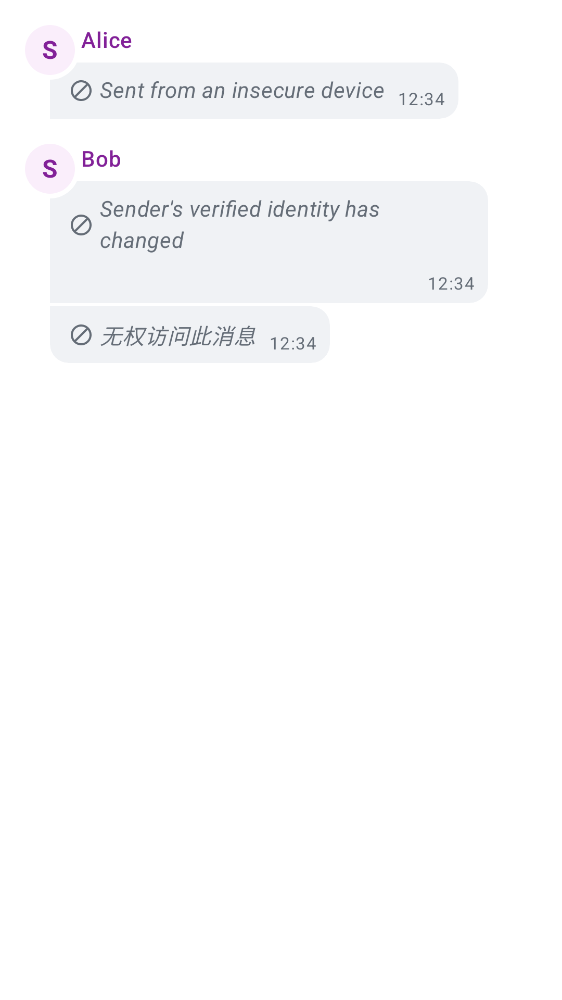 S
Alice
Sent from an insecure device 12:34
S
Bob
Sender's verified identity has
changed
12:34
无权访问此消息 12:34